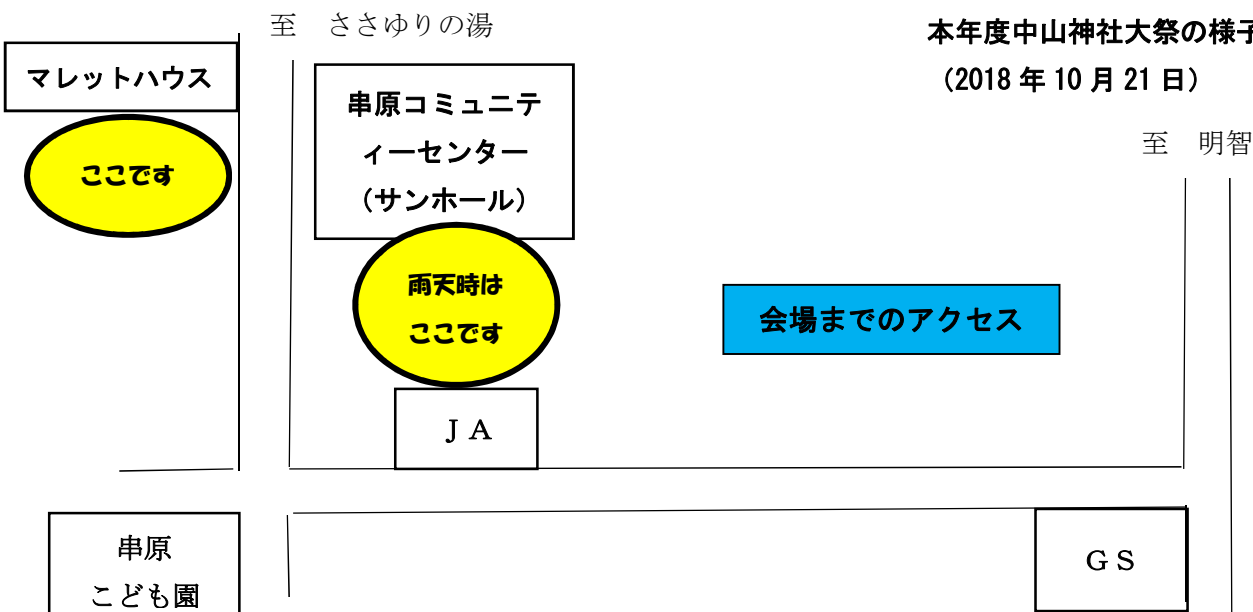 至　ささゆりの湯
本年度中山神社大祭の様子
（2018 年 10 月 21 日）
マレットハウス
串原コミュニテ
ィーセンター
（サンホール）
至　明智
ここです
雨天時は
ここです
会場までのアクセス
ＪＡ
串原
こども園
ＧＳ